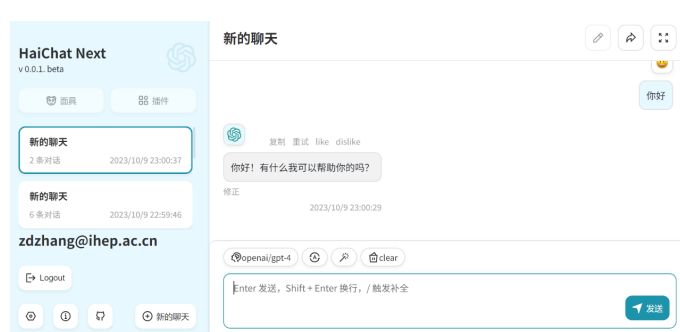 HaiChat Next
v 0.0.1. beta
面具
插件
新的聊天
2 条对话
2023/10/9 23:00:37
新的聊天
6 条对话
2023/10/9 22:59:46
zdzhang@ihep.ac.cn
Logout
新的聊天
新的聊天
你好
复制 重试 like dislike
你好！有什么我可以帮助你的吗？
修正
2023/10/9 23:00:29
openai/gpt-4
clear
Enter 发送，Shift + Enter 换行，/ 触发补全
发送